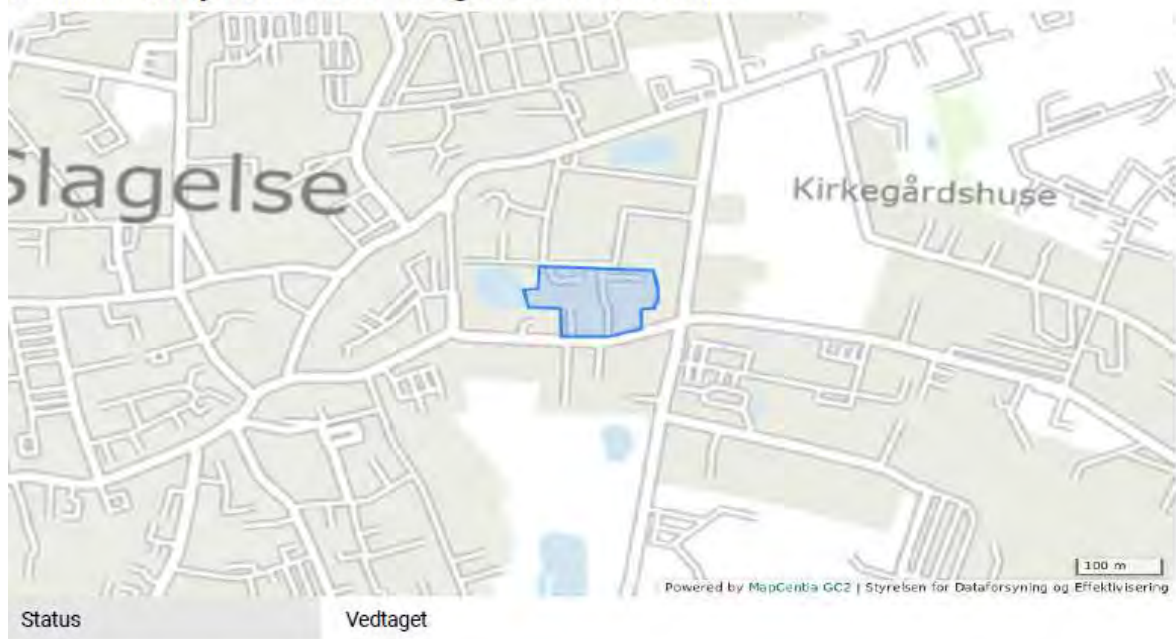 Slagelse
Kirkegårdshuse
100 m
Powered by MapCentia GC2 | Styrelsen for Dataforsyning og Effektivisering
Status Vedtaget